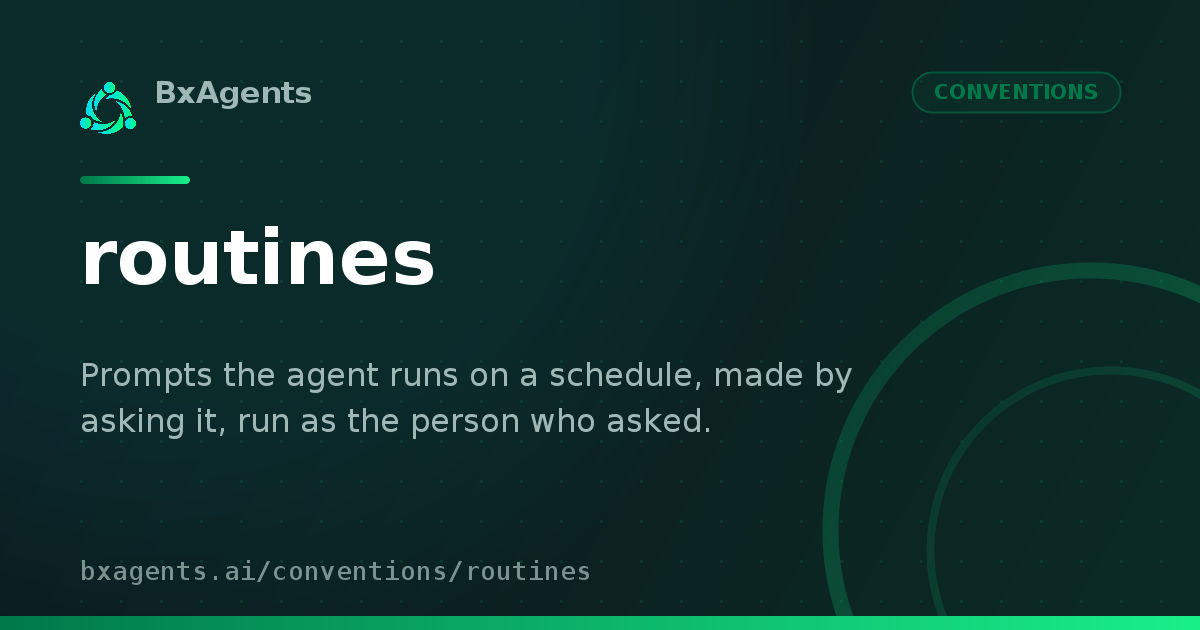 BxAgents
CONVENTIONS
routines
Prompts the agent runs on a schedule, made by
asking it, run as the person who asked.
bxagents.ai/conventions/routines